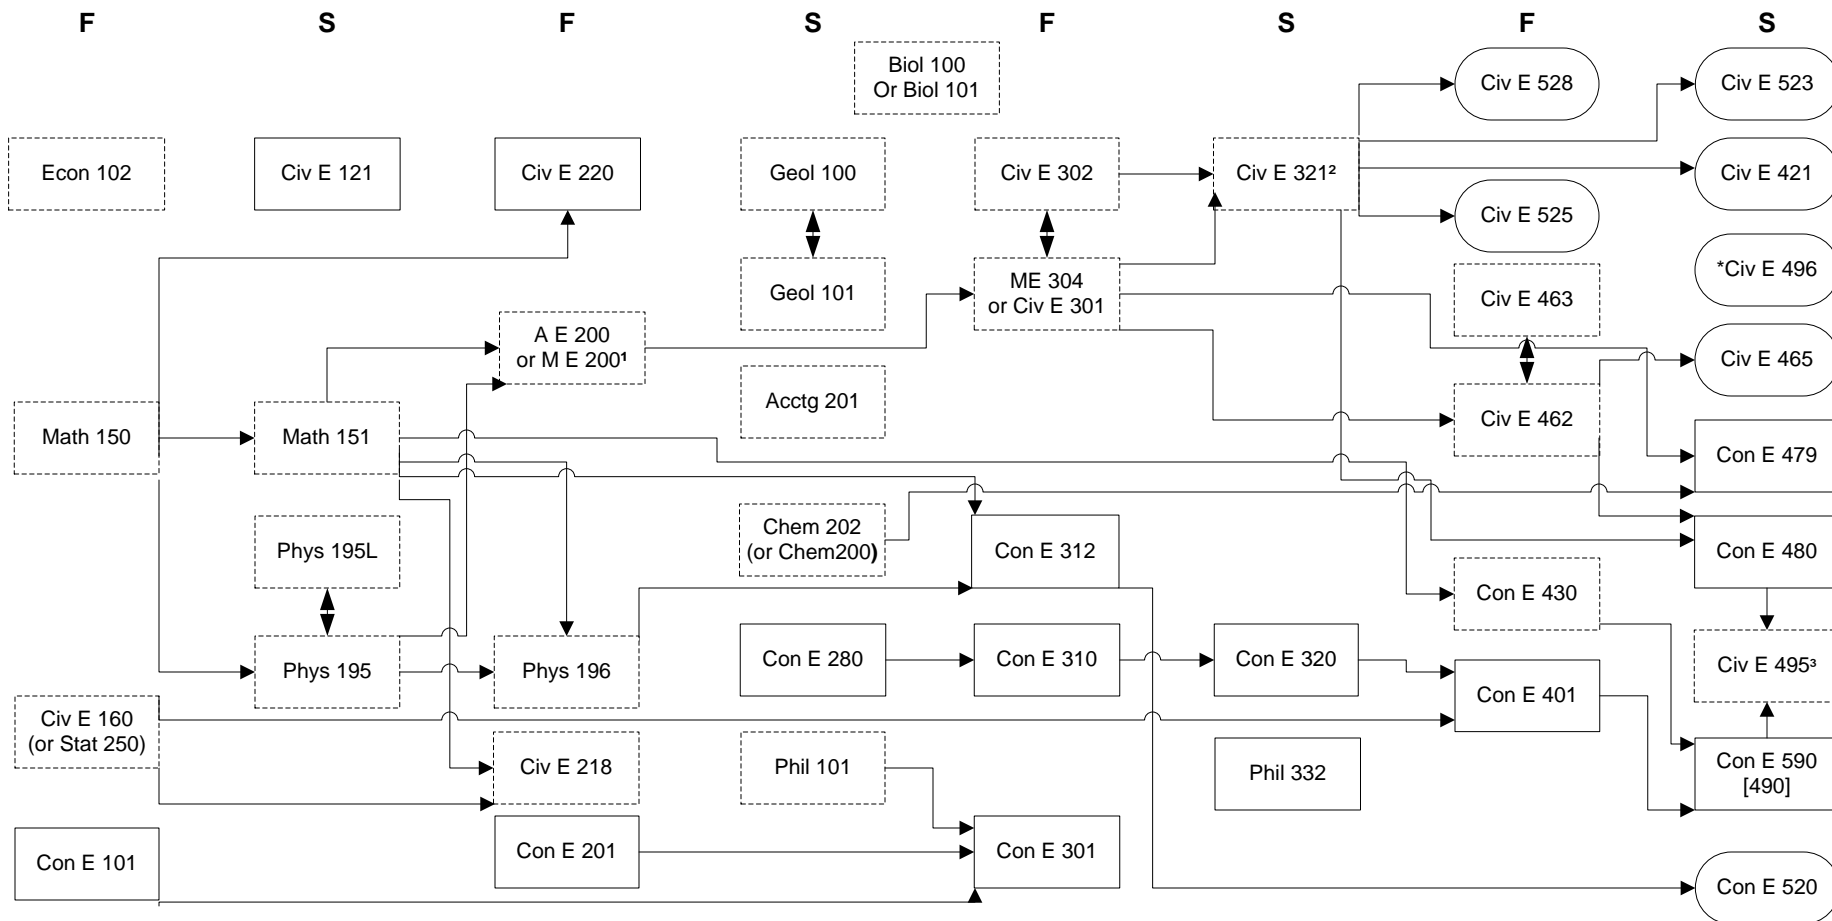 F S F S F S F S
Biol 100
Or Biol 101
Civ E 528
Civ E 523
Econ 102
Civ E 121
Civ E 220
Geol 100
Civ E 302
Civ E 321²
Civ E 421
Civ E 525
Geol 101
ME 304
or Civ E 301
Civ E 463
*Civ E 496
A E 200
or M E 200¹
Civ E 465
Acctg 201
Math 150
Math 151
Civ E 462
Con E 479
Phys 195L
Chem 202
(or Chem200)
Con E 312
Con E 480
Con E 430
Phys 195
Phys 196
Con E 280
Con E 310
Con E 320
Con E 401
Civ E 495³
Civ E 160
(or Stat 250)
Civ E 218
Phil 101
Phil 332
Con E 590
[490]
Con E 101
Con E 201
Con E 301
Con E 520